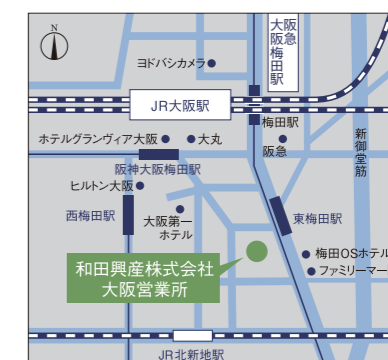 N
大阪
阪急
梅田駅
ヨドバシカメラ
JR大阪駅
梅田駅
ホテルグランヴィア大阪
大丸
阪急
新御堂筋
阪神大阪梅田駅
ヒルトン大阪
西梅田駅
大阪第一
ホテル
東梅田駅
梅田OSホテル
ファミリーマー
和田興産株式会社
大阪営業所
JR北新地駅